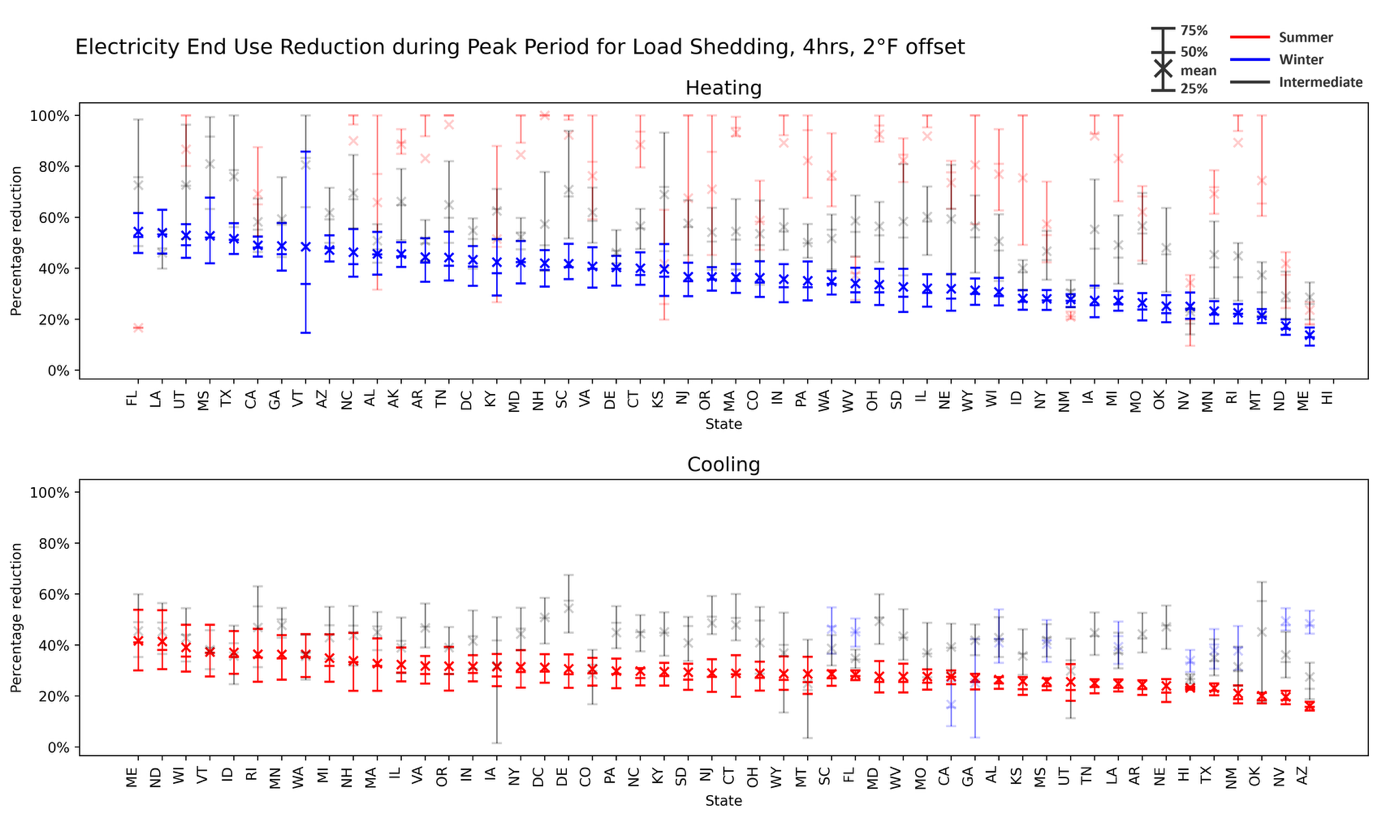 Electricity End Use Reduction during Peak Period for Load Shedding, 4hrs, 2°F offset
75%
50%
mean
25%
Summer
Winter
Intermediate
Heating
Percentage reduction
100%
80%
60%
40%
20%
0%
FL LA UT MS TX CA GA VT AZ NC AL AK AR TN DC KY MD NH SC VA DE CT KS NJ OR MA CO IN PA WA WV OH SD IL NE WY WI ID NY NM IA MI MO OK NV MN RI MT ND ME HI
State
Cooling
Percentage reduction
100%
80%
60%
40%
20%
0%
ME ND WI VT ID RI MN WA MI NH MA IL VA OR IN IA NY DC DE CO PA NC KY SD NJ CT OH WY MT SC FL MD WV MO CA GA AL KS MS UT TN LA AR NE HI TX NM OK NV AZ
State